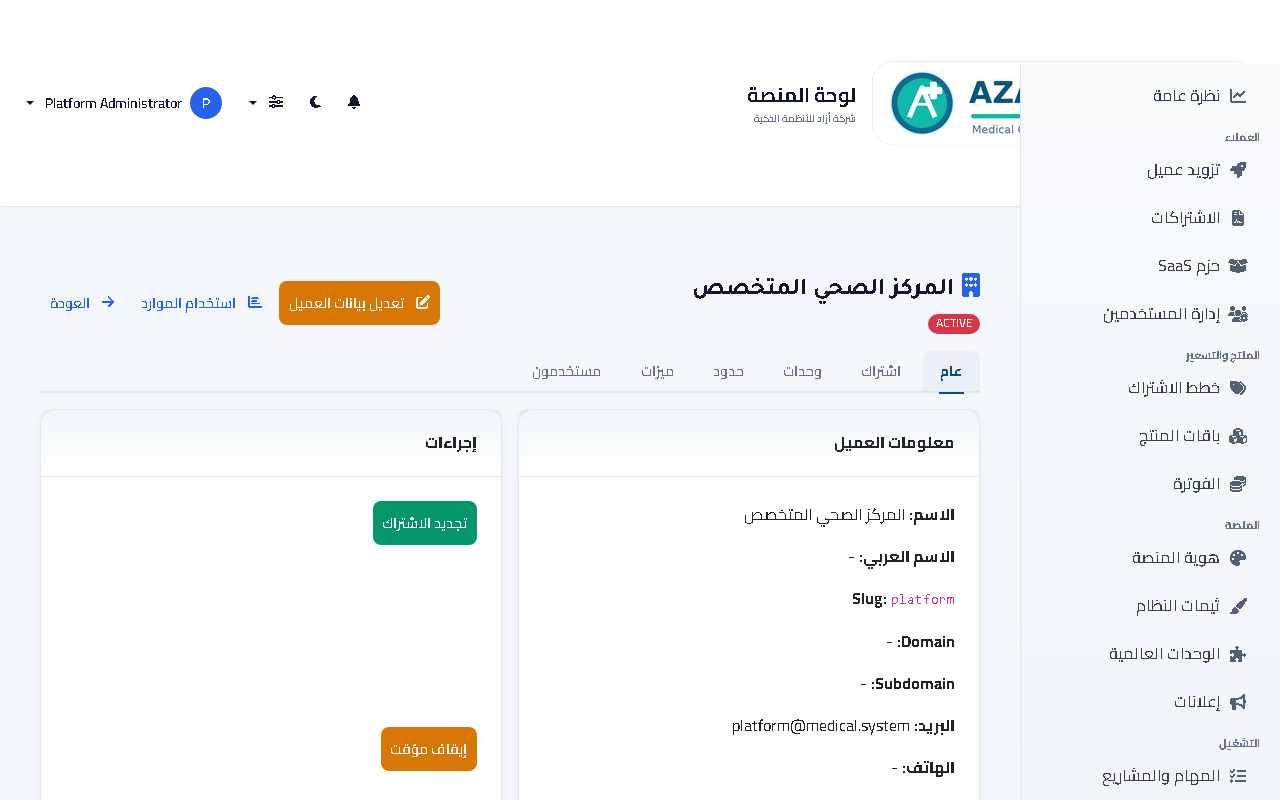 AZA
Medical
لوحة المنصة
شركة أزاد للأنظمة الذكية
P Platform Administrator
نظرة عامة
العملاء
تزويد عميل
الاشتراكات
حزم SaaS
إدارة المستخدمين
المنتج والتسعير
خطط الاشتراك
باقات المنتج
الفوترة
المنصة
هوية المنصة
ثيمات النظام
الوحدات العالمية
إعلانات
التشغيل
المهام والمشاريع
المركز الصحي المتخصص
ACTIVE
تعديل بيانات العميل
استخدام الموارد
العودة
عام
اشتراك
وحدات
حدود
ميزات
مستخدمون
معلومات العميل
الاسم: المركز الصحي المتخصص
الاسم العربي: -
Slug: platform
Domain: -
Subdomain: -
البريد: platform@medical.system
الهاتف: -
إجراءات
تجديد الاشتراك
إيقاف مؤقت